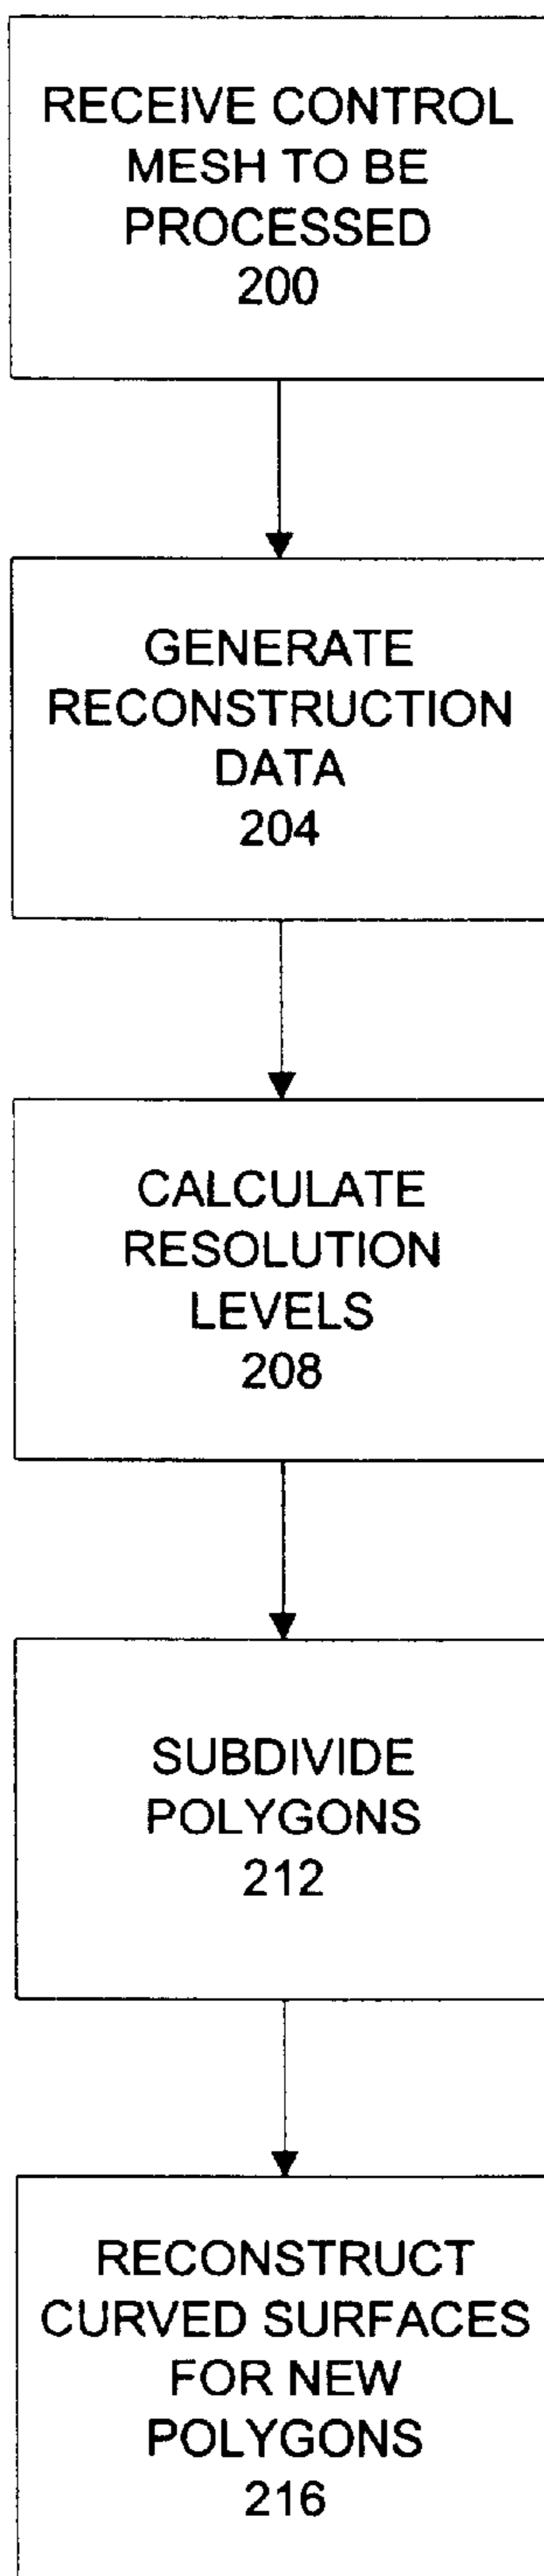 RECEIVE CONTROL
MESH TO BE
PROCESSED
200
GENERATE
RECONSTRUCTION
DATA
204
CALCULATE
RESOLUTION
LEVELS
208
SUBDIVIDE
POLYGONS
212
RECONSTRUCT
CURVED SURFACES
FOR NEW
POLYGONS
216